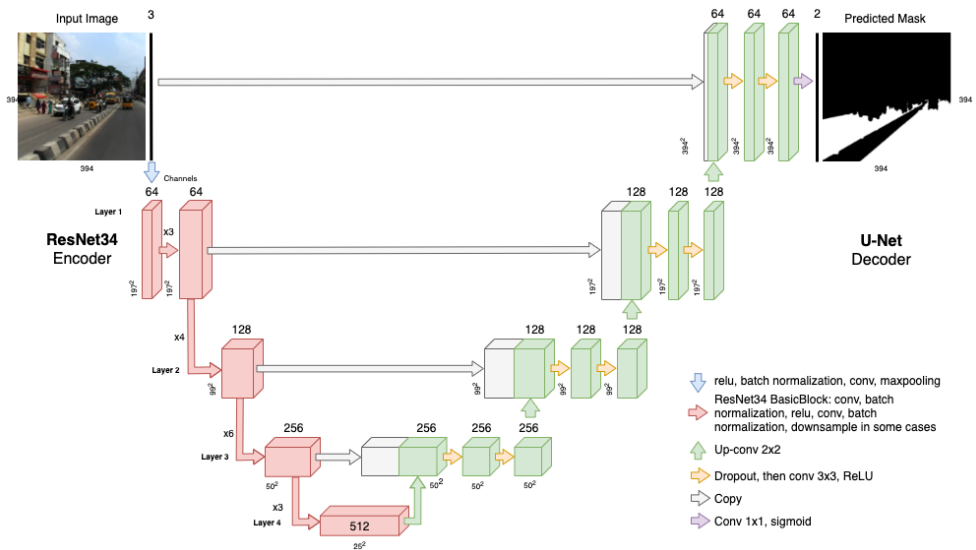 Input Image
3
64
64
64
2
Predicted Mask
394
394
394²
394²
394²
394
394
Channels
64
64
128
128
128
Layer 1
x3
ResNet34
Encoder
U-Net
Decoder
197²
197²
197²
197²
197²
x4
128
128
128
128
Layer 2
99²
99²
99²
99²
relu, batch normalization, conv, maxpooling
ResNet34 BasicBlock: conv, batch
normalization, relu, conv, batch
normalization, downsample in some cases
x6
256
256
256
256
Up-conv 2x2
Layer 3
50²
50²
50²
50²
Dropout, then conv 3x3, ReLU
x3
Copy
Layer 4
512
Conv 1x1, sigmoid
25²